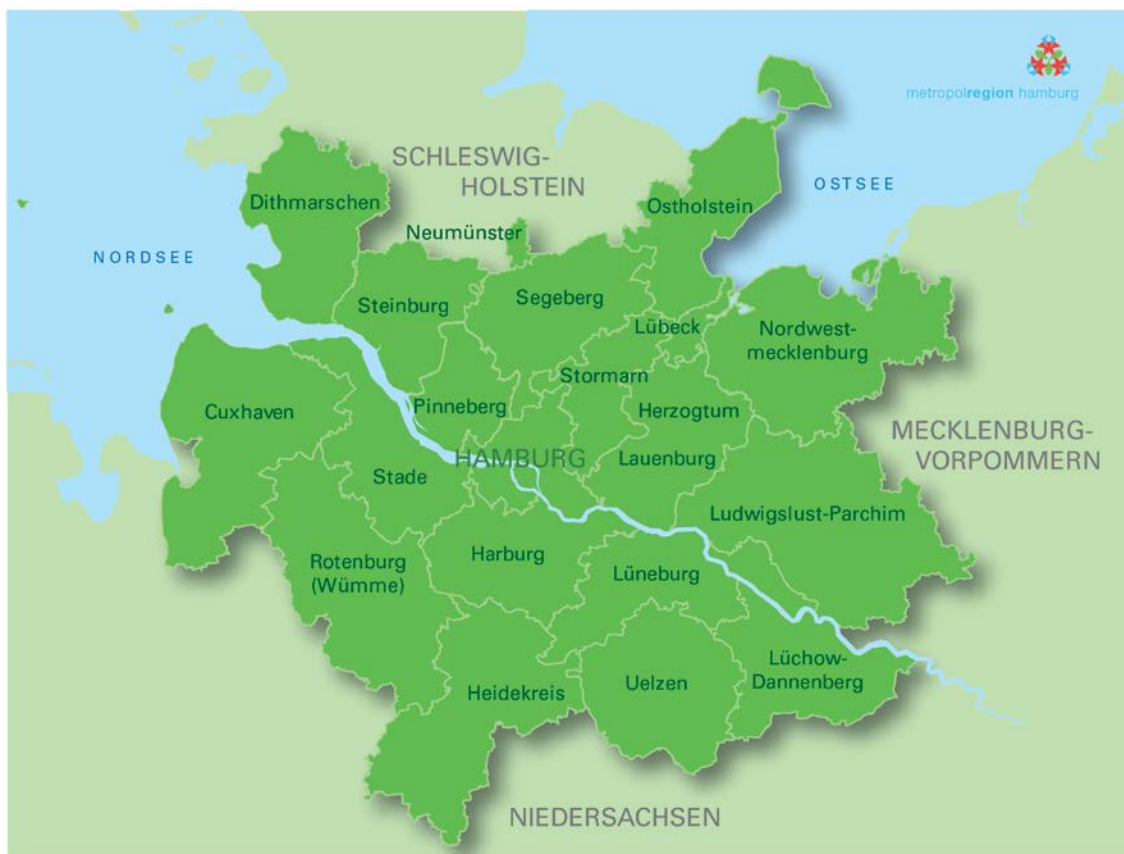 metropolregion hamburg
SCHLESWIG-
HOLSTEIN
OSTSEE
Dithmarschen
Ostholstein
Neumünster
NORDSEE
Steinburg
Segeberg
Lübeck
Nordwest-
mecklenburg
Stormarn
Cuxhaven
Pinneberg
Herzogtum
Lauenburg
HAMBURG
MECKLENBURG-
VORPOMMERN
Stade
Ludwigslust-Parchim
Rotenburg
(Wümme)
Harburg
Lüneburg
Lüchow-
Dannenberg
Heidekreis
Uelzen
NIEDERSACHSEN